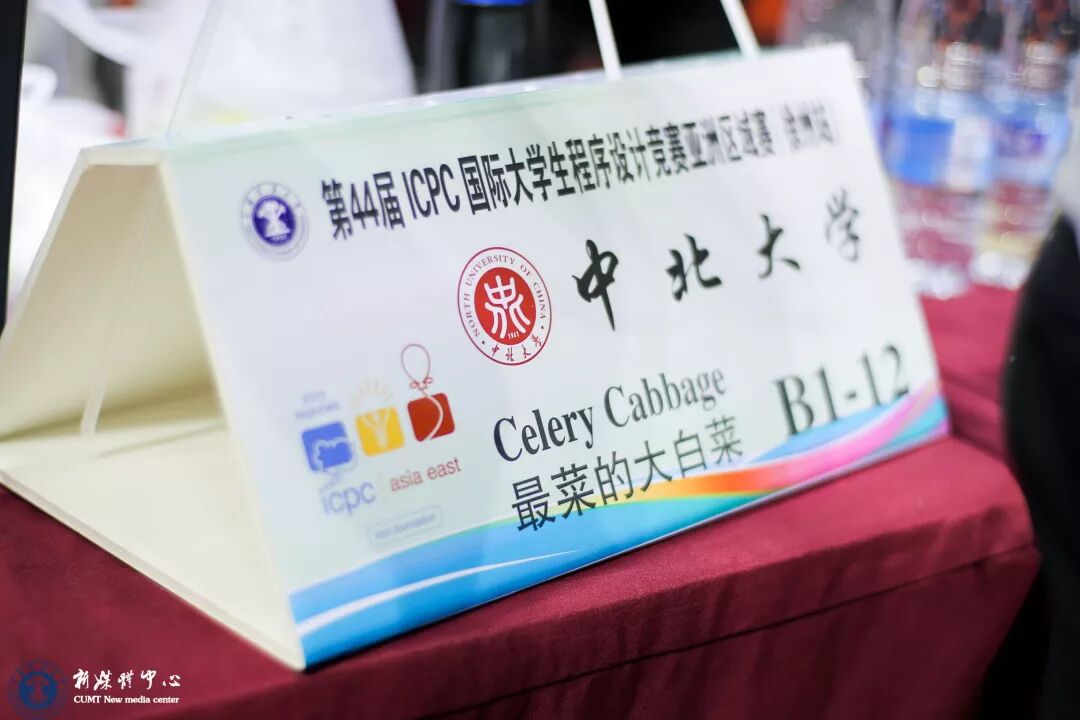 第44届 ICPC 国际大学生程序设计竞赛亚洲区域赛（徐州站）
NORTH UNIVERSITY OF CHINA
1941
中北大学
中北大学
Celery Cabbage
B1-12
最菜的大白菜
icpc
asia east
icpc.foundation
新媒体中心
CUMT New media center